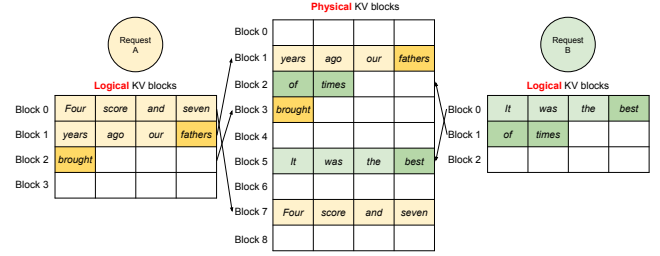 Physical KV blocks
Request
A
Request
B
Logical KV blocks
Block 0 Four score and seven
Block 1 years ago our fathers
Block 2 brought
Block 3
Block 0
Block 1 years ago our fathers
Block 2 of times
Block 3 brought
Block 4
Block 5 It was the best
Block 6
Block 7 Four score and seven
Block 8
Logical KV blocks
Block 0 It was the best
Block 1 of times
Block 2